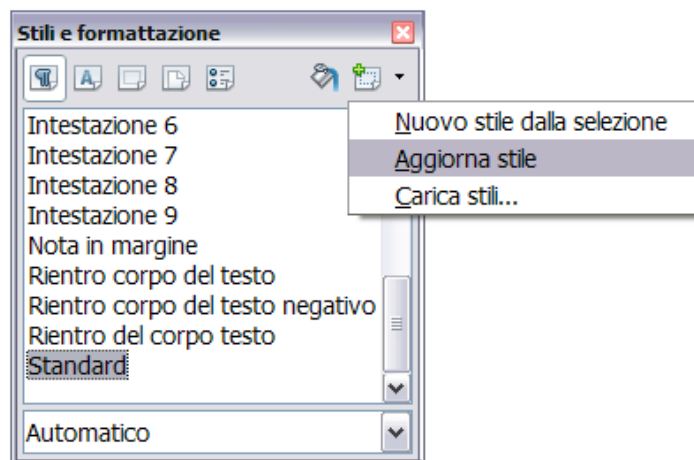 Stili e formattazione
Intestazione 6
Intestazione 7
Intestazione 8
Intestazione 9
Nota in margine
Rientro corpo del testo
Rientro corpo del testo negativo
Rientro del corpo testo
Standard
Automatico
Nuovo stile dalla selezione
Aggiorna stile
Carica stili...